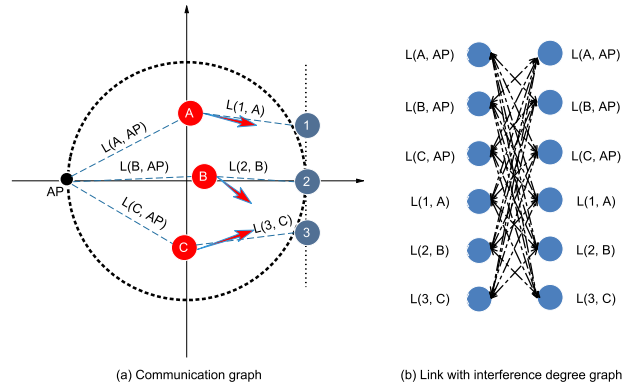 A
L(1, A)
1
L(A, AP)
L(B, AP)
L(2, B)
AP
B
2
L(C, AP)
L(3, C)
3
C
(a) Communication graph
L(A, AP)
L(A, AP)
L(B, AP)
L(B, AP)
L(C, AP)
L(C, AP)
L(1, A)
L(1, A)
L(2, B)
L(2, B)
L(3, C)
L(3, C)
(b) Link with interference degree graph